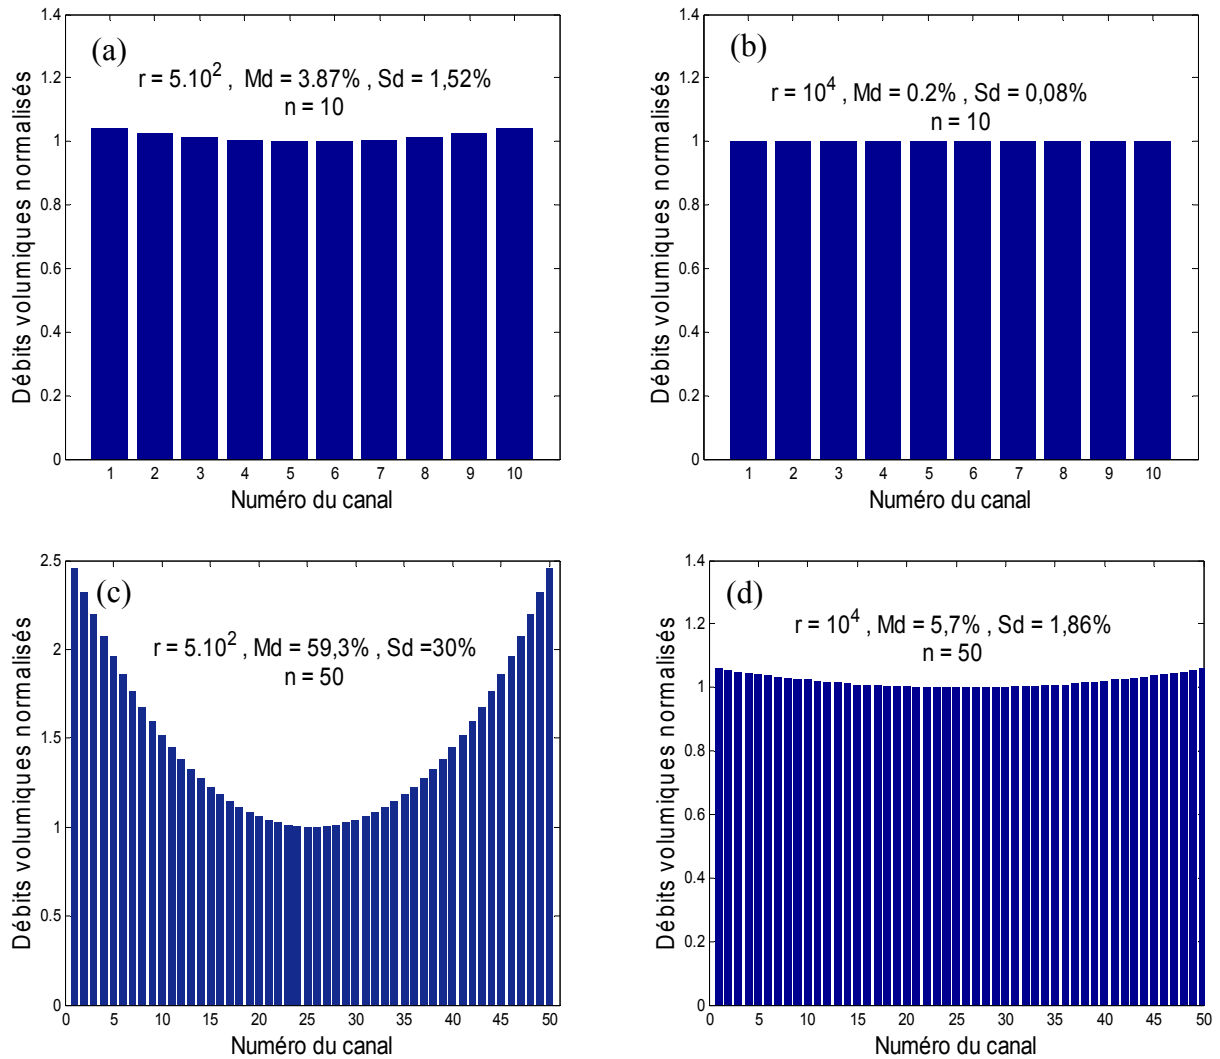 (a)
r = 5.10², Md = 3.87% , Sd = 1,52%
n = 10
1.4
1.2
1
0.8
0.6
0.4
0.2
0
Débits volumiques normalisés
1 2 3 4 5 6 7 8 9 10
Numéro du canal
(b)
r = 10⁴ , Md = 0.2% , Sd = 0,08%
n = 10
1.4
1.2
1
0.8
0.6
0.4
0.2
0
Débits volumiques normalisés
1 2 3 4 5 6 7 8 9 10
Numéro du canal
(c)
r = 5.10² , Md = 59,3% , Sd =30%
n = 50
2.5
2
1.5
1
0.5
0
Débits volumiques normalisés
0 5 10 15 20 25 30 35 40 45 50
Numéro du canal
(d)
r = 10⁴ , Md = 5,7% , Sd = 1,86%
n = 50
1.4
1.2
1
0.8
0.6
0.4
0.2
0
Débits volumiques normalisés
0 5 10 15 20 25 30 35 40 45 50
Numéro du canal